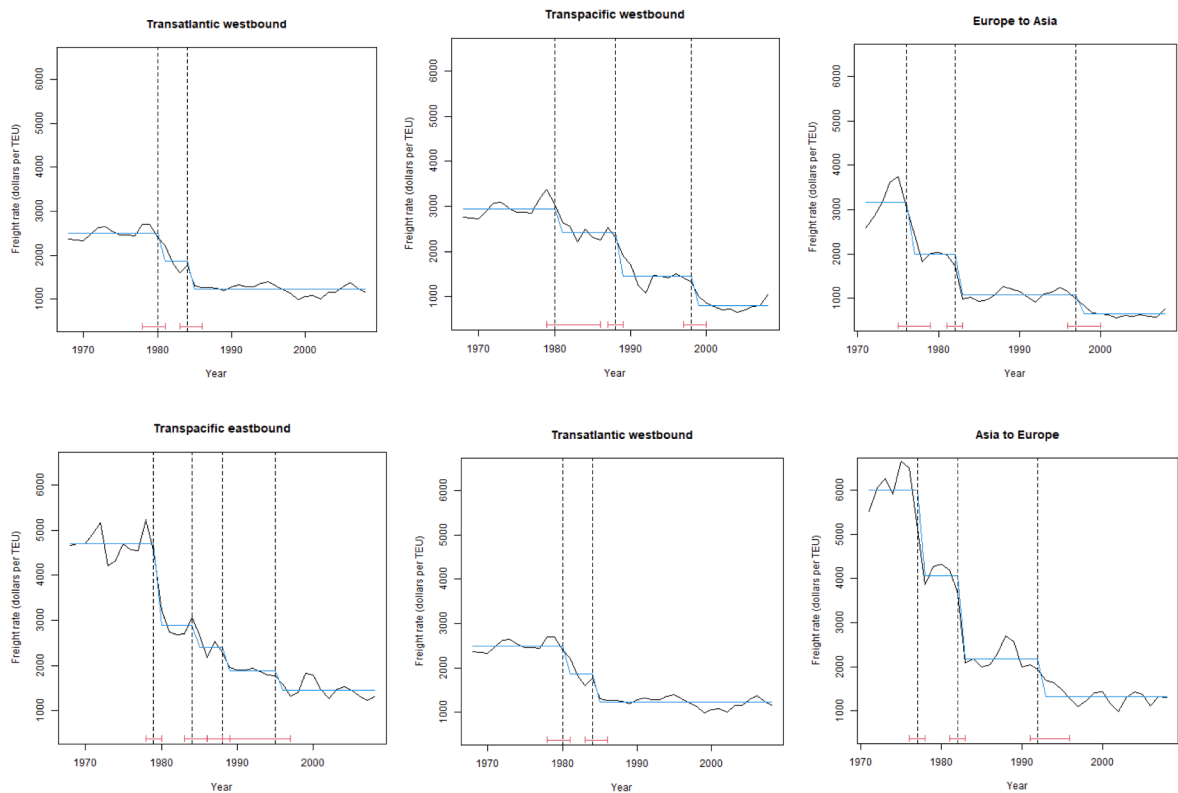 Transatlantic westbound
Freight rate (dollars per TEU)
6000
5000
4000
3000
2000
1000
1970 1980 1990 2000
Year
Transpacific westbound
Freight rate (dollars per TEU)
6000
5000
4000
3000
2000
1000
1970 1980 1990 2000
Year
Europe to Asia
Freight rate (dollars per TEU)
6000
5000
4000
3000
2000
1000
1970 1980 1990 2000
Year
Transpacific eastbound
Freight rate (dollars per TEU)
6000
5000
4000
3000
2000
1000
1970 1980 1990 2000
Year
Transatlantic westbound
Freight rate (dollars per TEU)
6000
5000
4000
3000
2000
1000
1970 1980 1990 2000
Year
Asia to Europe
Freight rate (dollars per TEU)
6000
5000
4000
3000
2000
1000
1970 1980 1990 2000
Year